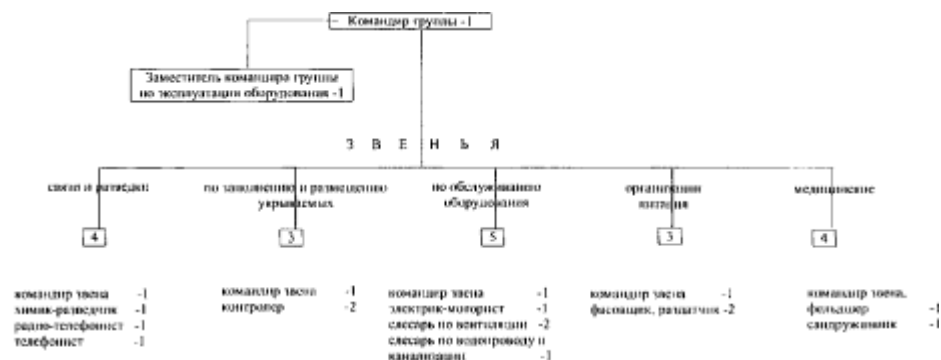 Командир группы -1
Заместитель командира группы
по эксплуатации оборудования -1
З В Е Н Ь Я
связи и разведки
по заполнению и размещению
укрываемых
по обслуживанию
оборудования
организации
питания
медицинское
4
3
5
3
4
командир звена -1
химик-разведчик -1
радио-телефонист -1
телефонист -1
командир звена -1
контролер -2
командир звена -1
электрик-моторист -1
слесарь по вентиляции -2
слесарь по водопроводу и
канализации -1
командир звена -1
фасовщик, раздатчик -2
командир звена,
фельдшер -1
сандружинник -1